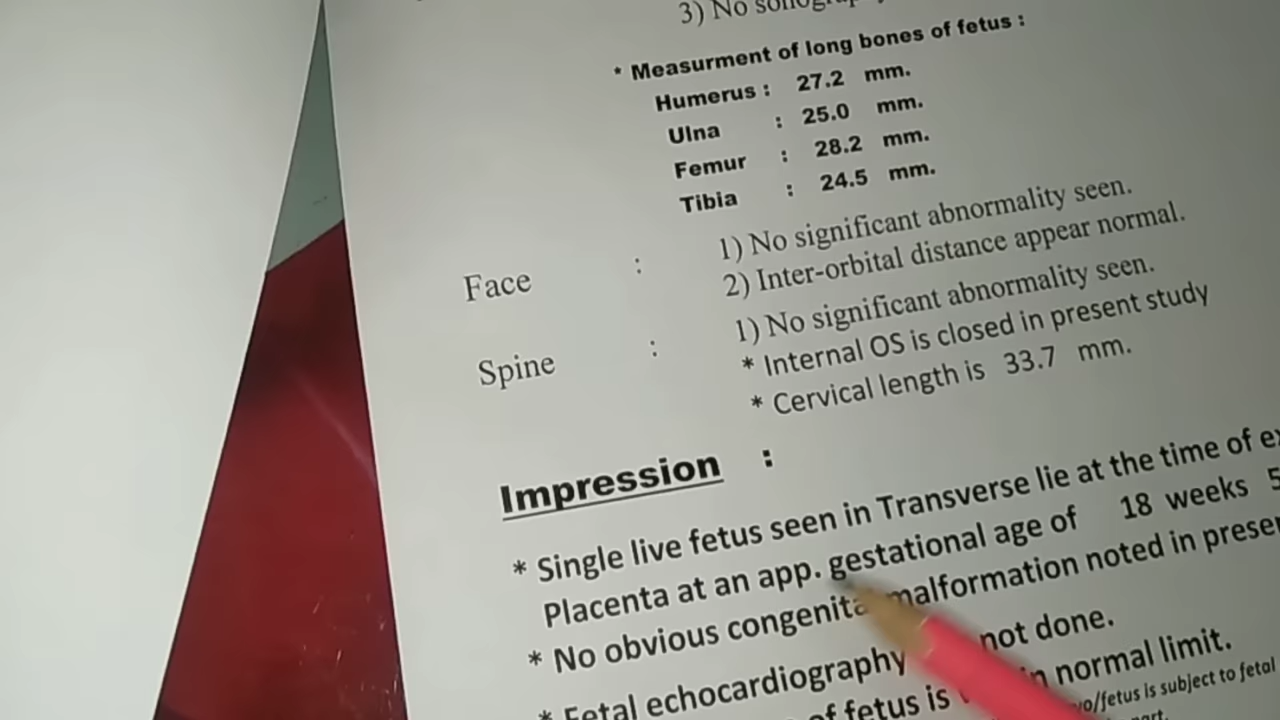 3) No
* Measurment of long bones of fetus :
Humerus : 27.2 mm.
Ulna : 25.0 mm.
Femur : 28.2 mm.
Tibia : 24.5 mm.
Face : 1) No significant abnormality seen.
2) Inter-orbital distance appear normal.
Spine : 1) No significant abnormality seen.
* Internal OS is closed in present study
* Cervical length is 33.7 mm.
Impression :
* Single live fetus seen in Transverse lie at the time of
Placenta at an app. gestational age of 18 weeks 5
* No obvious congenita malformation noted in
* Fetal echocardiography not done.
of fetus is normal limit.
/fetus is subject to fetal